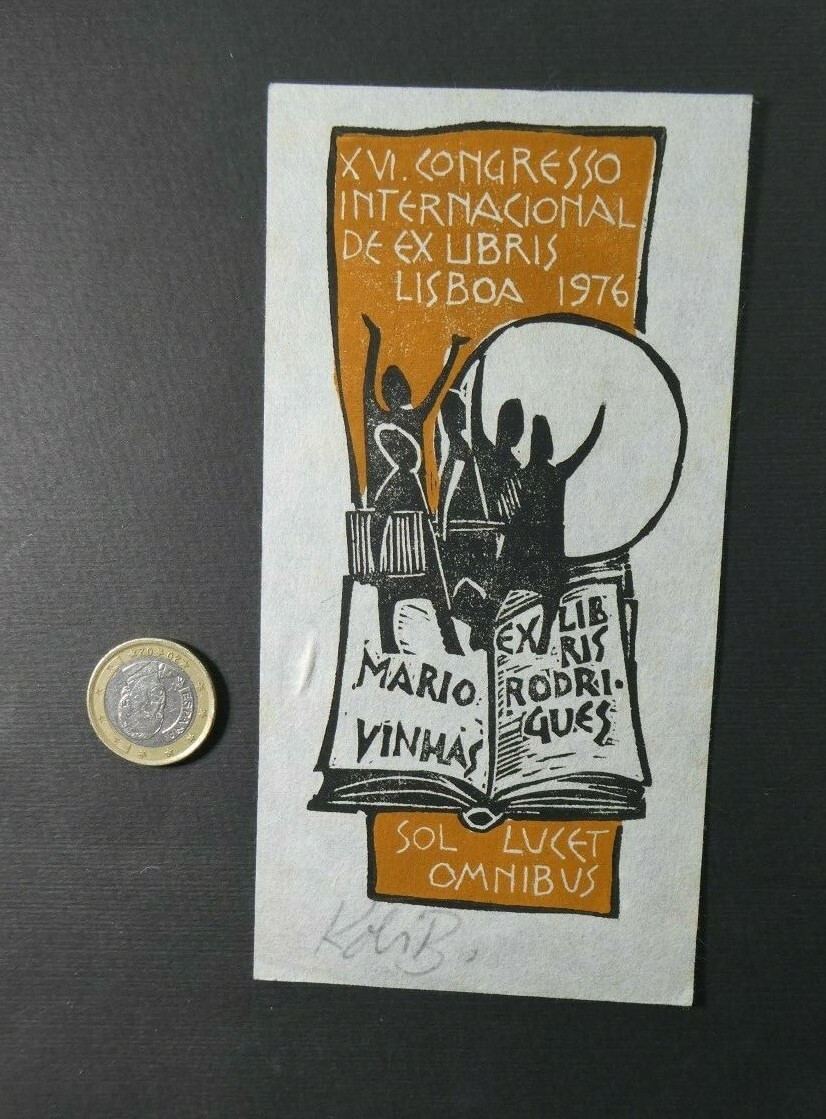 XVI. CONGRESSO
INTERNACIONAL
DE EX LIBRIS
LISBOA 1976
MARIO
VINHAS
EX LIB
RIS
RODRI-
GUES
SOL LUCET
OMNIBUS